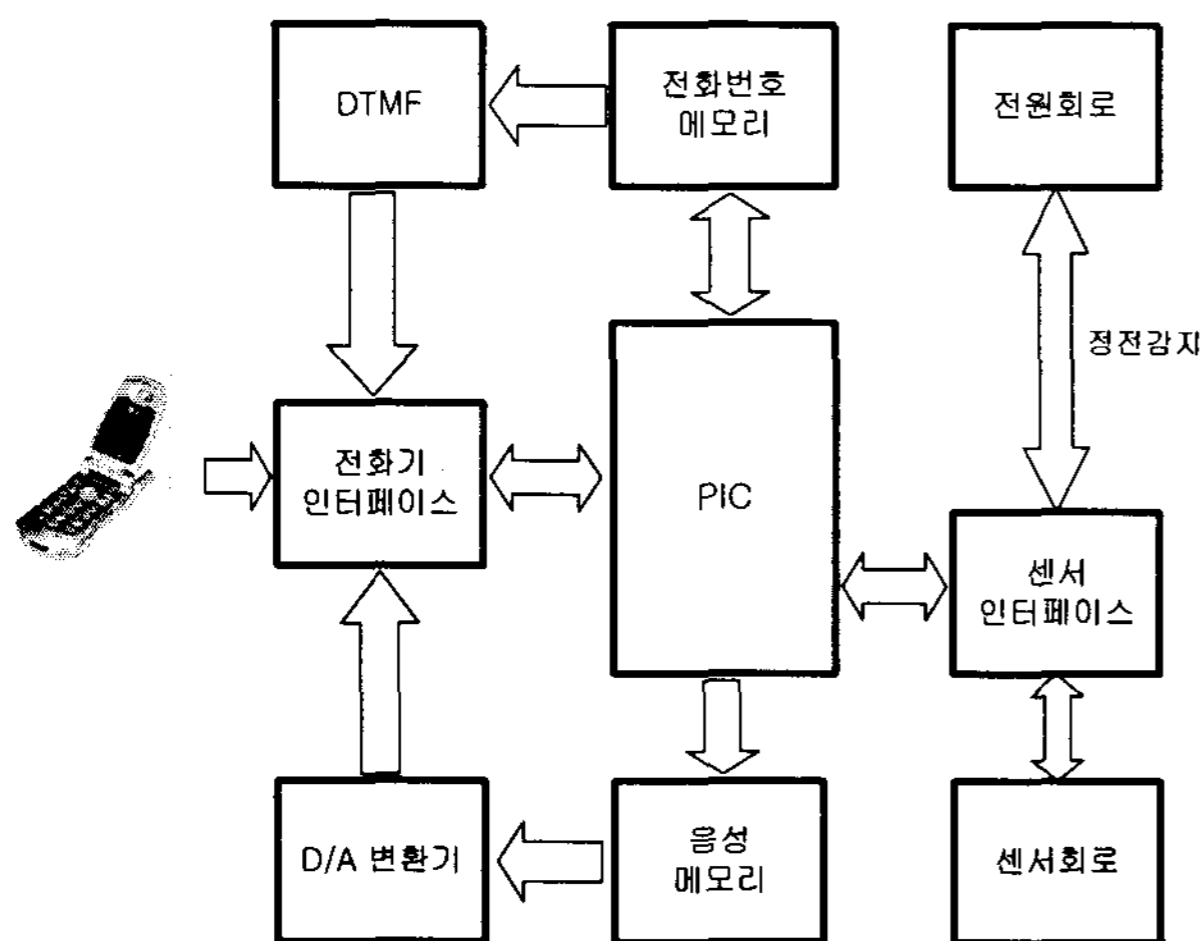 DTMF
전화번호
메모리
전원회로
정전감지
전화기
인터페이스
PIC
센서
인터페이스
D/A 변환기
음성
메모리
센서회로